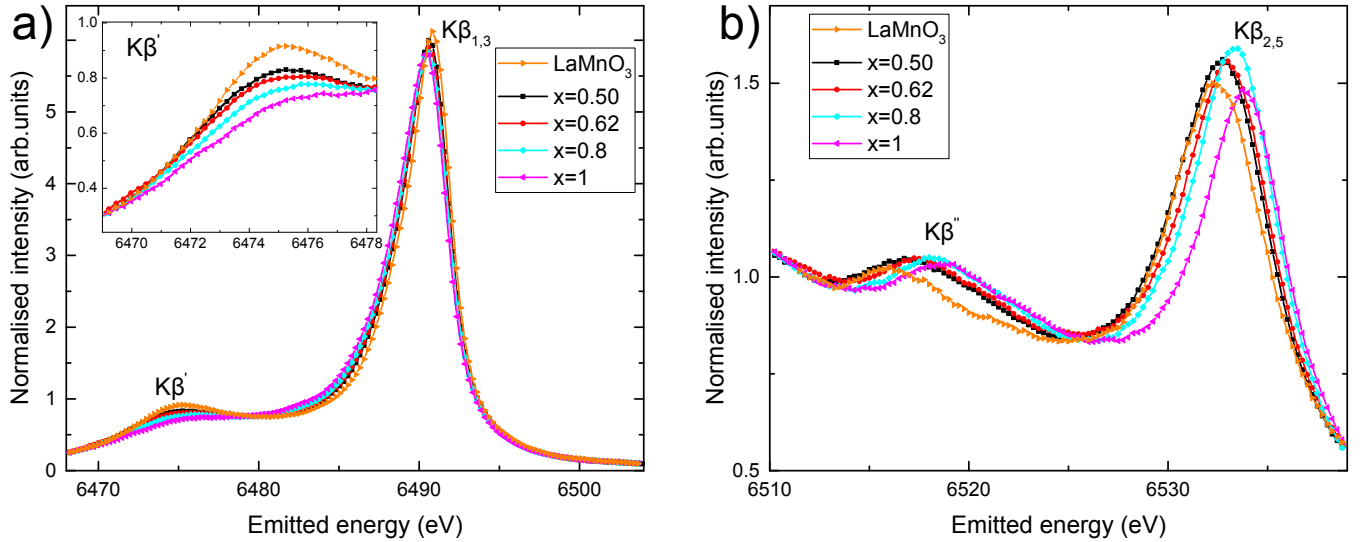 a)
Kβ'
1.0
0.8
0.6
0.4
6470 6472 6474 6476 6478
Kβ1,3
LaMnO3
x=0.50
x=0.62
x=0.8
x=1
Kβ'
5
4
3
2
1
0
6470 6480 6490 6500
Emitted energy (eV)
Normalised intensity (arb.units)
b)
Kβ2,5
LaMnO3
x=0.50
x=0.62
x=0.8
x=1
Kβ''
1.5
1.0
0.5
6510 6520 6530
Emitted energy (eV)
Normalised intensity (arb.units)